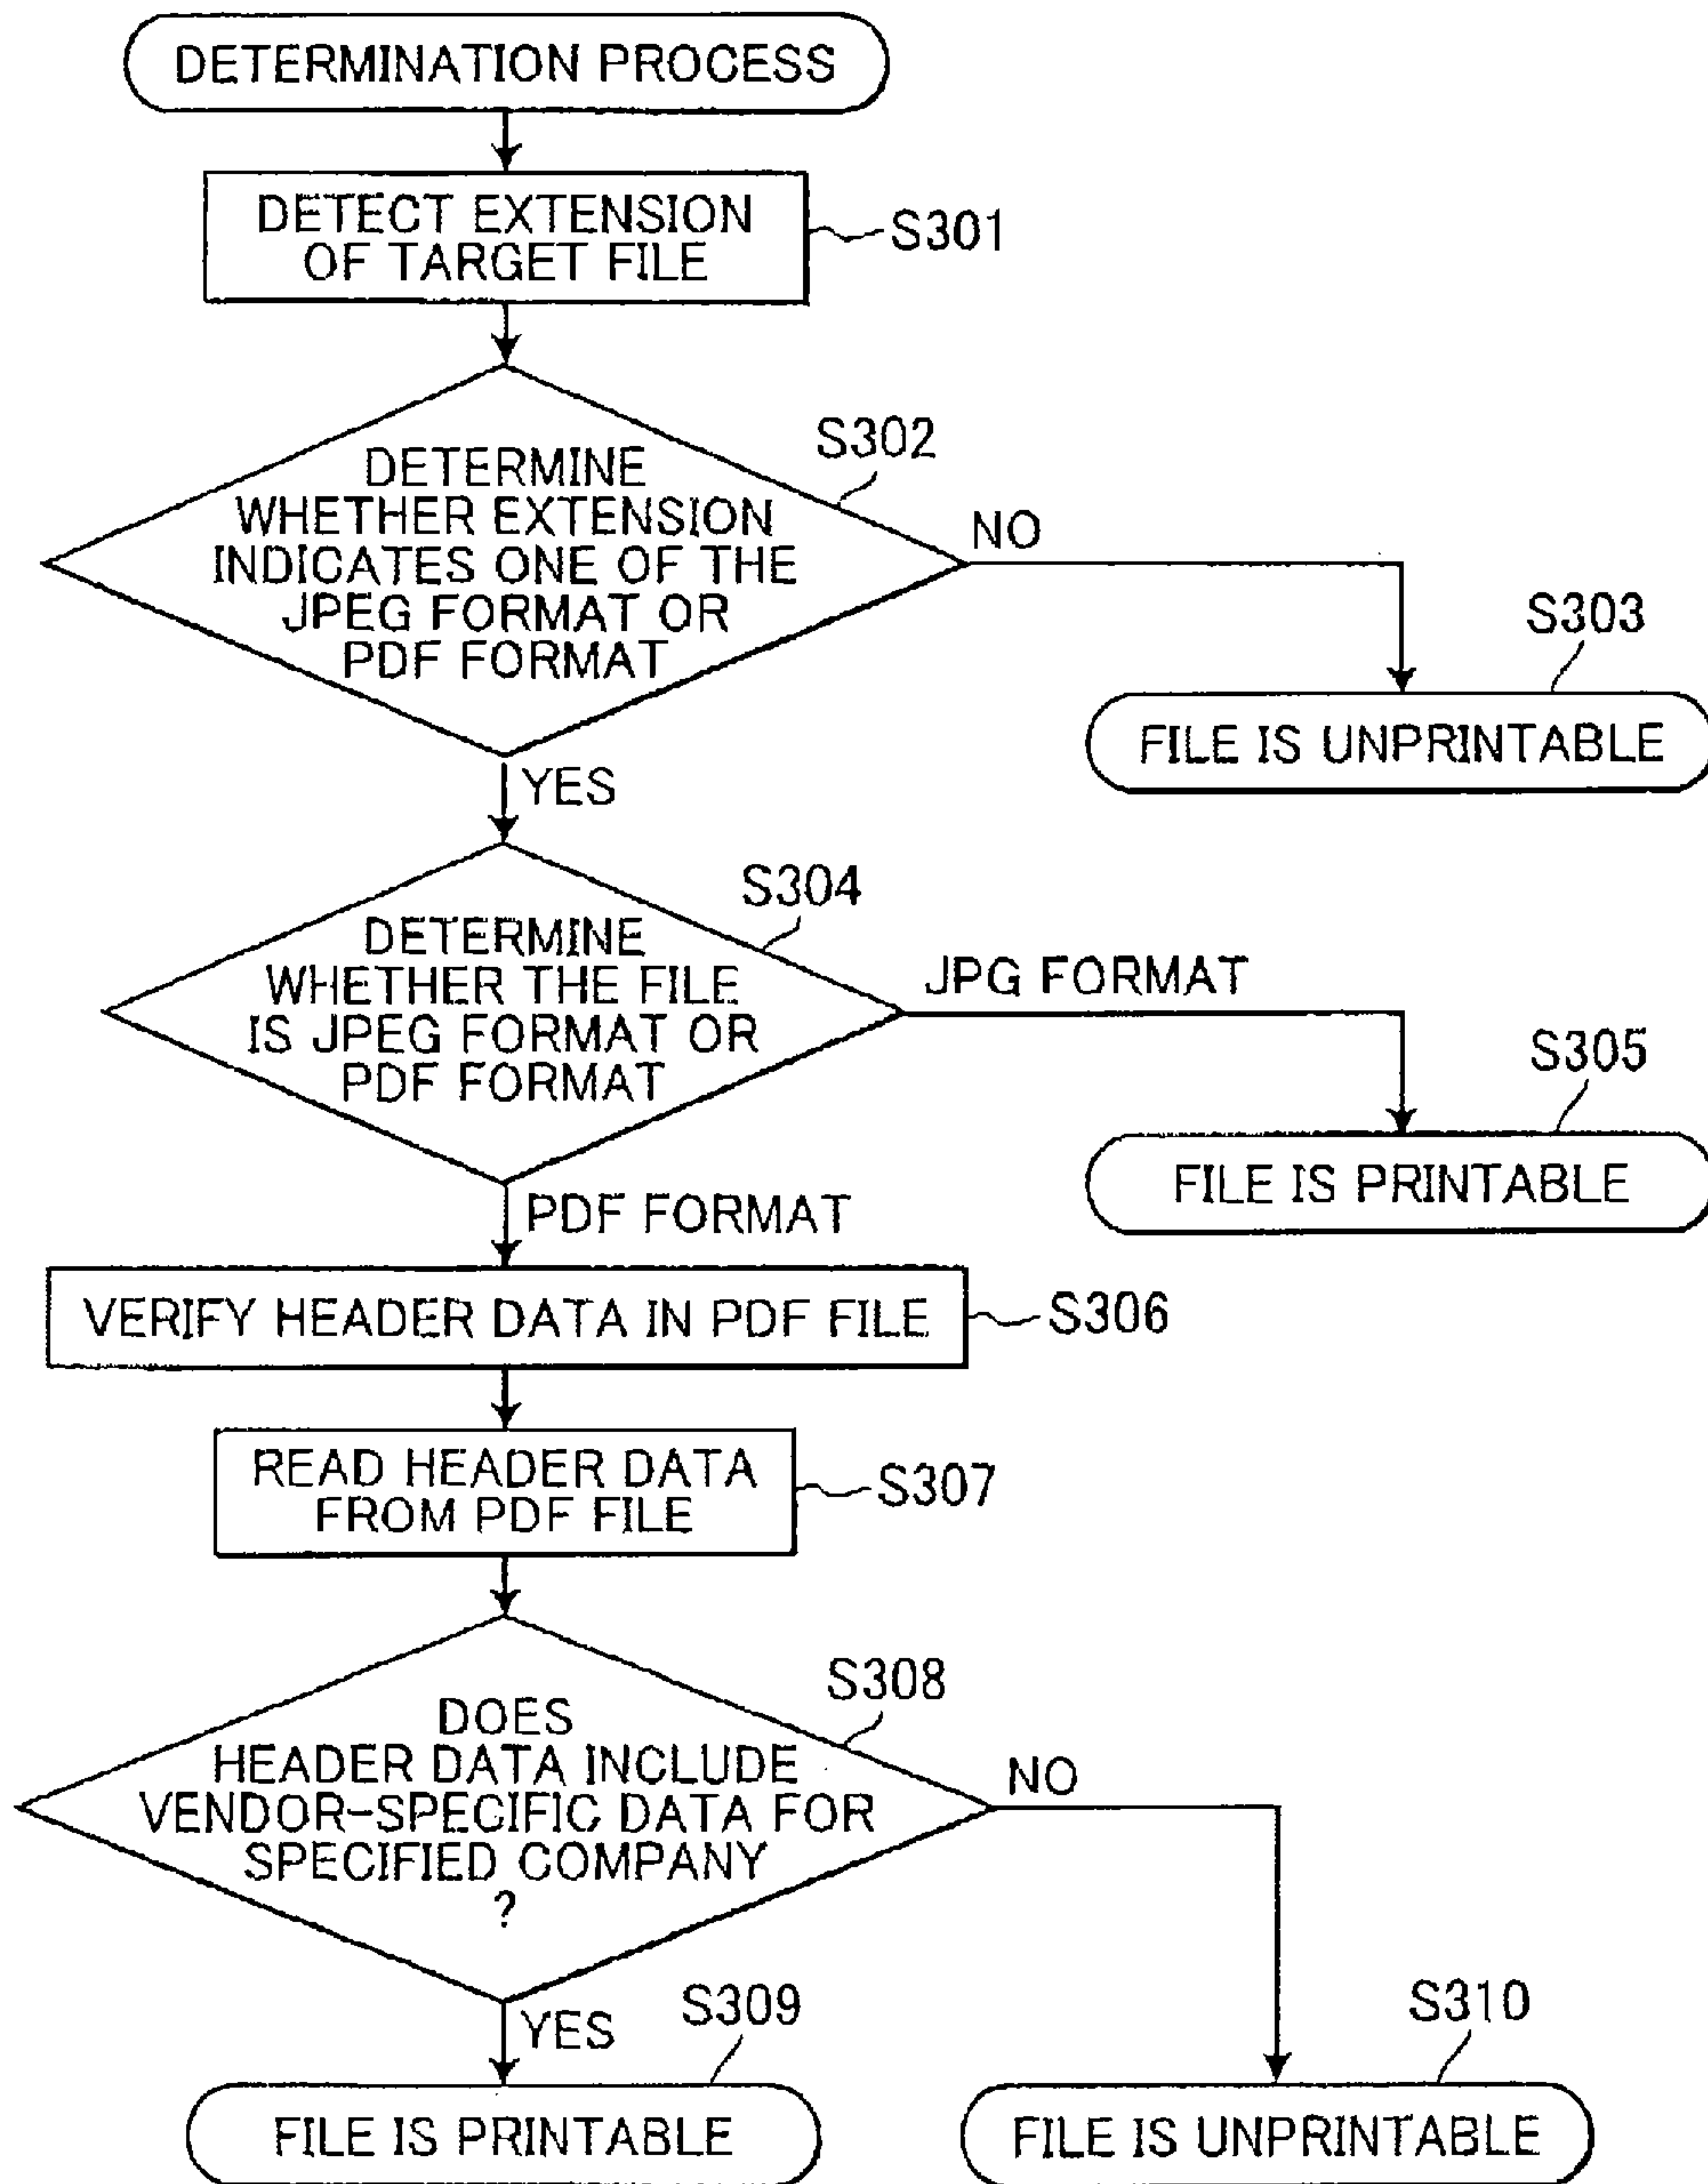 DETERMINATION PROCESS
DETECT EXTENSION
OF TARGET FILE
S301
S302
DETERMINE
WHETHER EXTENSION
INDICATES ONE OF THE
JPEG FORMAT OR
PDF FORMAT
NO
S303
FILE IS UNPRINTABLE
YES
S304
DETERMINE
WHETHER THE FILE
IS JPEG FORMAT OR
PDF FORMAT
JPG FORMAT
S305
FILE IS PRINTABLE
PDF FORMAT
VERIFY HEADER DATA IN PDF FILE
S306
READ HEADER DATA
FROM PDF FILE
S307
S308
DOES
HEADER DATA INCLUDE
VENDOR-SPECIFIC DATA FOR
SPECIFIED COMPANY
?
NO
YES
S309
FILE IS PRINTABLE
S310
FILE IS UNPRINTABLE